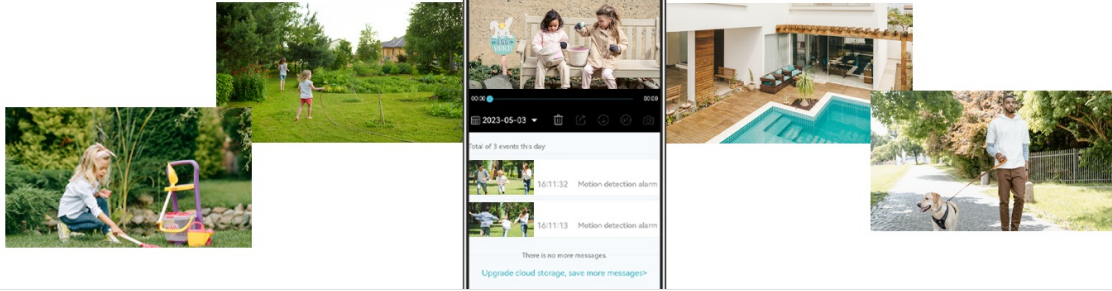 00:00
00:09
2023-05-03
Total of 3 events this day
16:11:32 Motion detection alarm
16:11:13 Motion detection alarm
There is no more messages.
Upgrade cloud storage, save more messages>